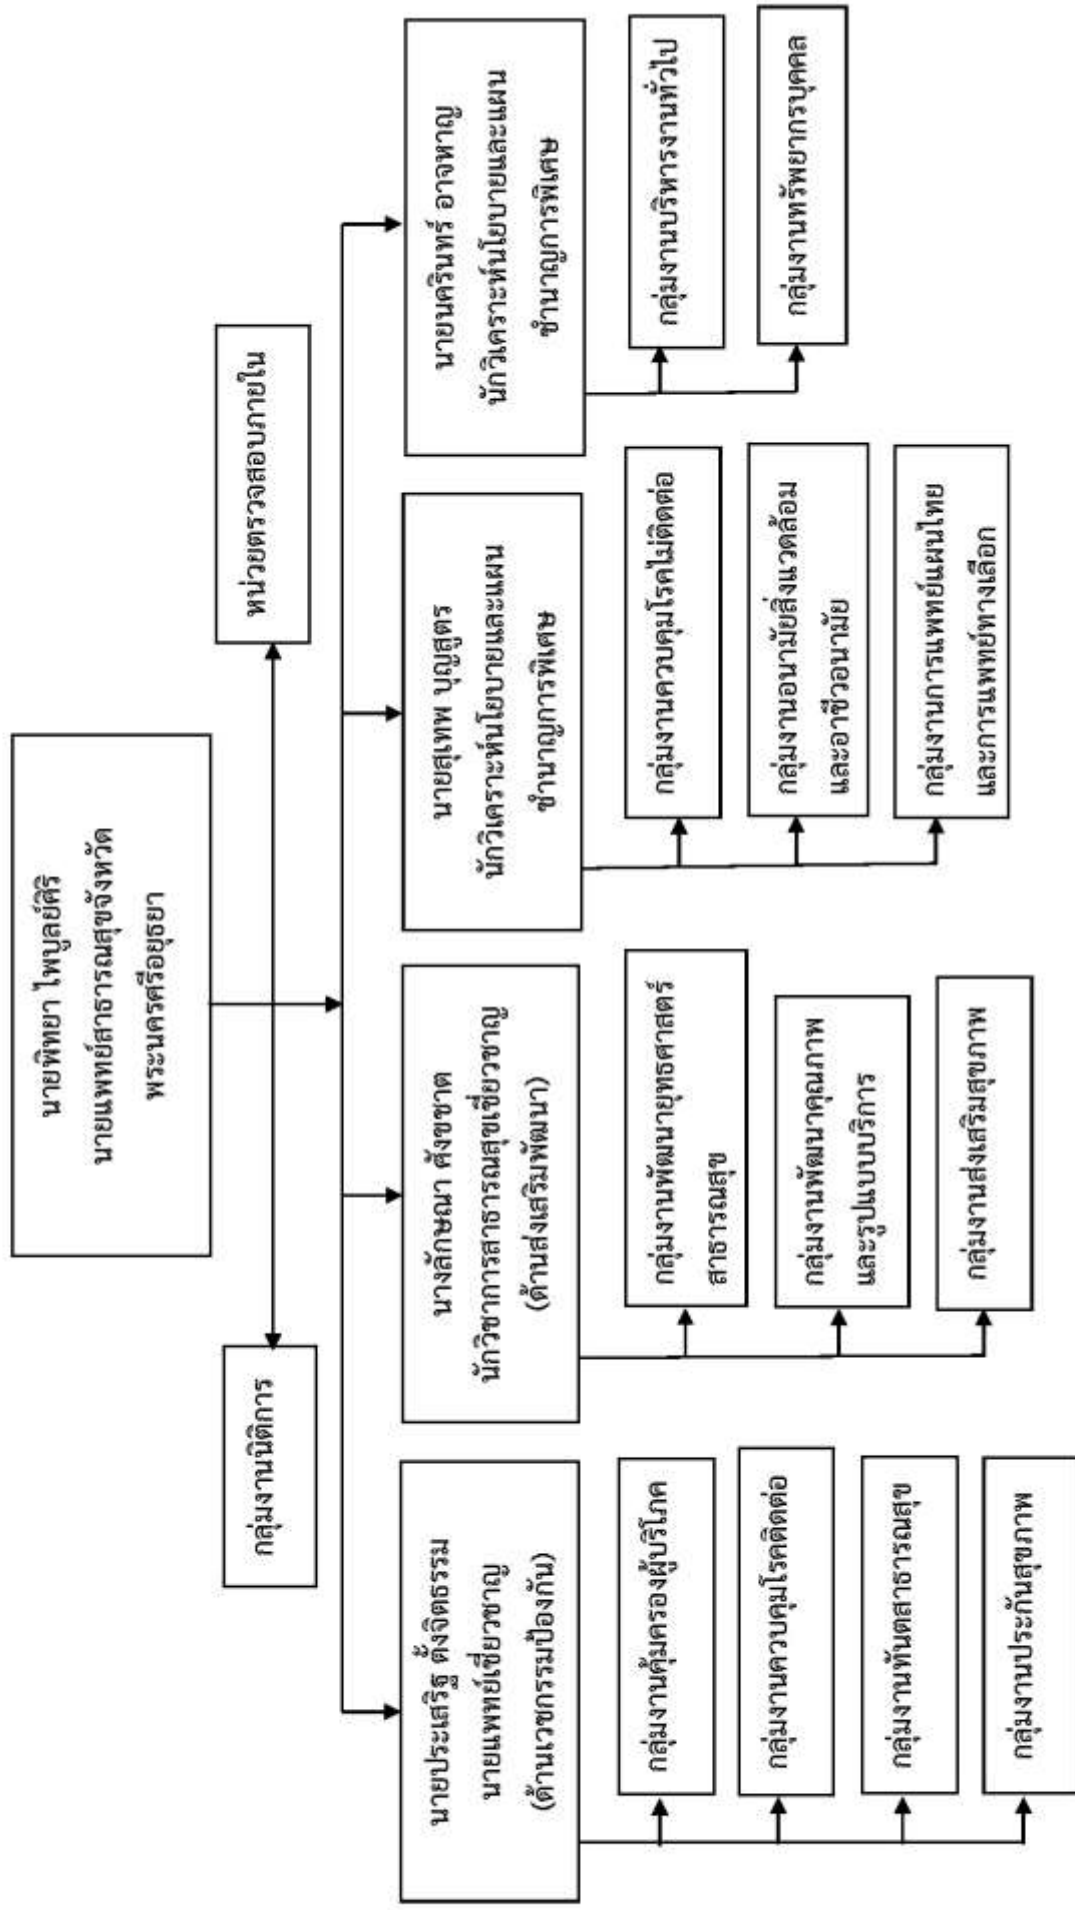 นายพิทยา ไพบูลย์ศิริ
นายแพทย์สาธารณสุขจังหวัด
พระนครศรีอยุธยา
กลุ่มงานนิติการ
หน่วยตรวจสอบภายใน
นายประเสริฐ ตั้งจิตธรรม
นายแพทย์เชี่ยวชาญ
(ด้านเวชกรรมป้องกัน)
กลุ่มงานคุ้มครองผู้บริโภค
กลุ่มงานควบคุมโรคติดต่อ
กลุ่มงานทันตสาธารณสุข
กลุ่มงานประกันสุขภาพ
นางลักษณา ศังขชาต
นักวิชาการสาธารณสุขเชี่ยวชาญ
(ด้านส่งเสริมพัฒนา)
กลุ่มงานพัฒนายุทธศาสตร์
สาธารณสุข
กลุ่มงานพัฒนาคุณภาพ
และรูปแบบบริการ
กลุ่มงานส่งเสริมสุขภาพ
นายสุเทพ บุญสูตร
นักวิเคราะห์นโยบายและแผน
ชำนาญการพิเศษ
กลุ่มงานควบคุมโรคไม่ติดต่อ
กลุ่มงานอนามัยสิ่งแวดล้อม
และอาชีวอนามัย
กลุ่มงานการแพทย์แผนไทย
และการแพทย์ทางเลือก
นายนครินทร์ อาจหาญ
นักวิเคราะห์นโยบายและแผน
ชำนาญการพิเศษ
กลุ่มงานบริหารงานทั่วไป
กลุ่มงานทรัพยากรบุคคล